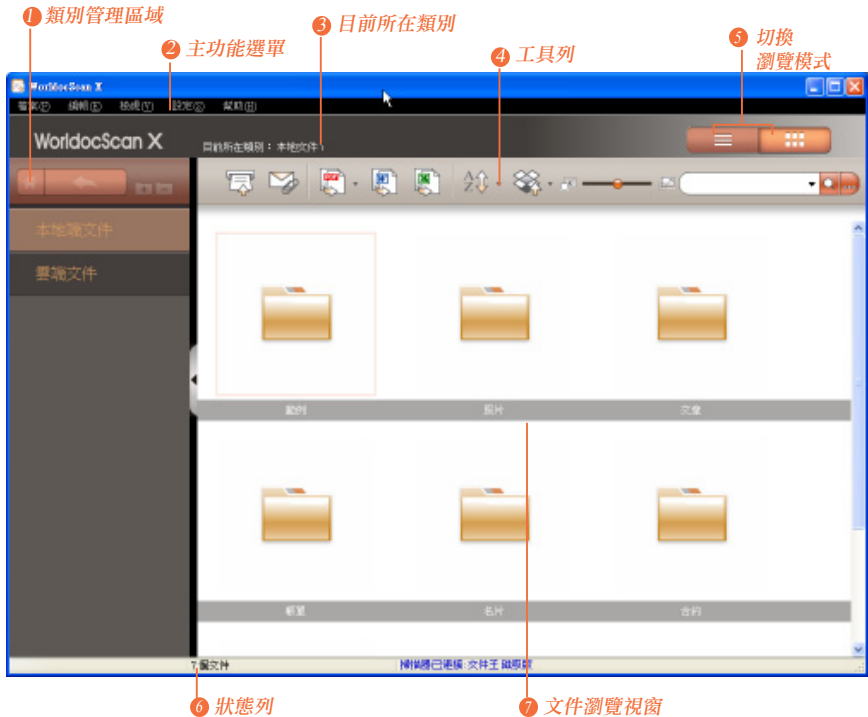 1 類別管理區域
2 主功能選單
3 目前所在類別
4 工具列
5 切換
瀏覽模式
WorldocScan X
檔案(F) 編輯(E) 檢視(V) 設定(S) 幫助(H)
WorldocScan X
目前所在類別：本地文件\
PDF
A
Z
本地端文件
雲端文件
範例 照片 文章
帳單 名片 合約
7 個文件 掃描器已連接: 文件王
6 狀態列
7 文件瀏覽視窗